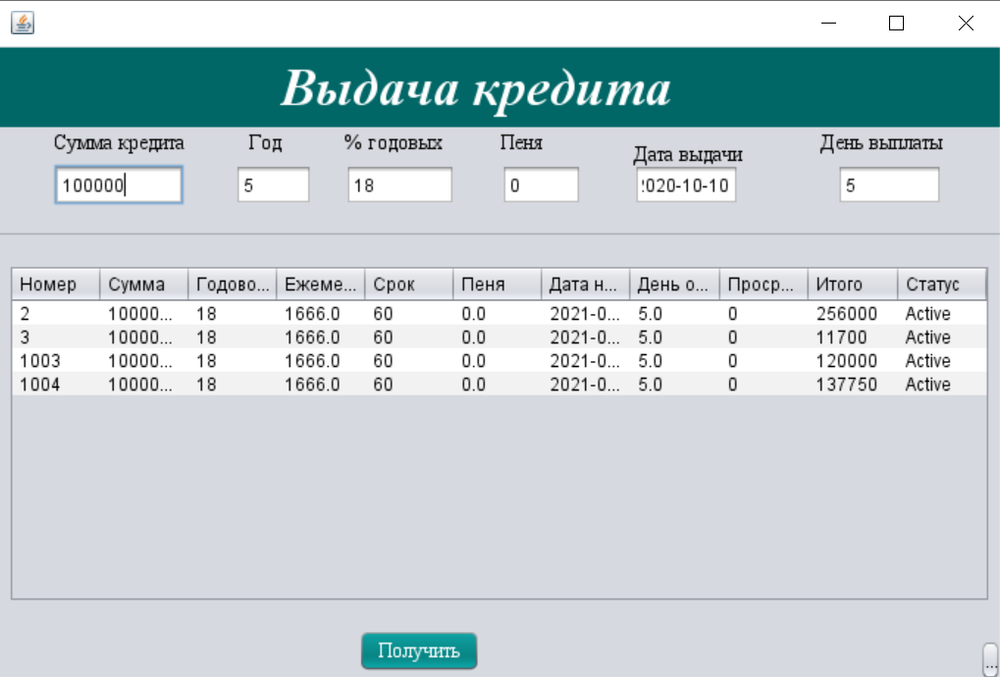 Выдача кредита
Сумма кредита Год % годовых Пеня Дата выдачи День выплаты
100000 5 18 0 2020-10-10 5
Номер Сумма Годово... Ежеме... Срок Пеня Дата н... День о... Проср... Итого Статус
2 10000... 18 1666.0 60 0.0 2021-0... 5.0 0 256000 Active
3 10000... 18 1666.0 60 0.0 2021-0... 5.0 0 11700 Active
1003 10000... 18 1666.0 60 0.0 2021-0... 5.0 0 120000 Active
1004 10000... 18 1666.0 60 0.0 2021-0... 5.0 0 137750 Active
Получить
...